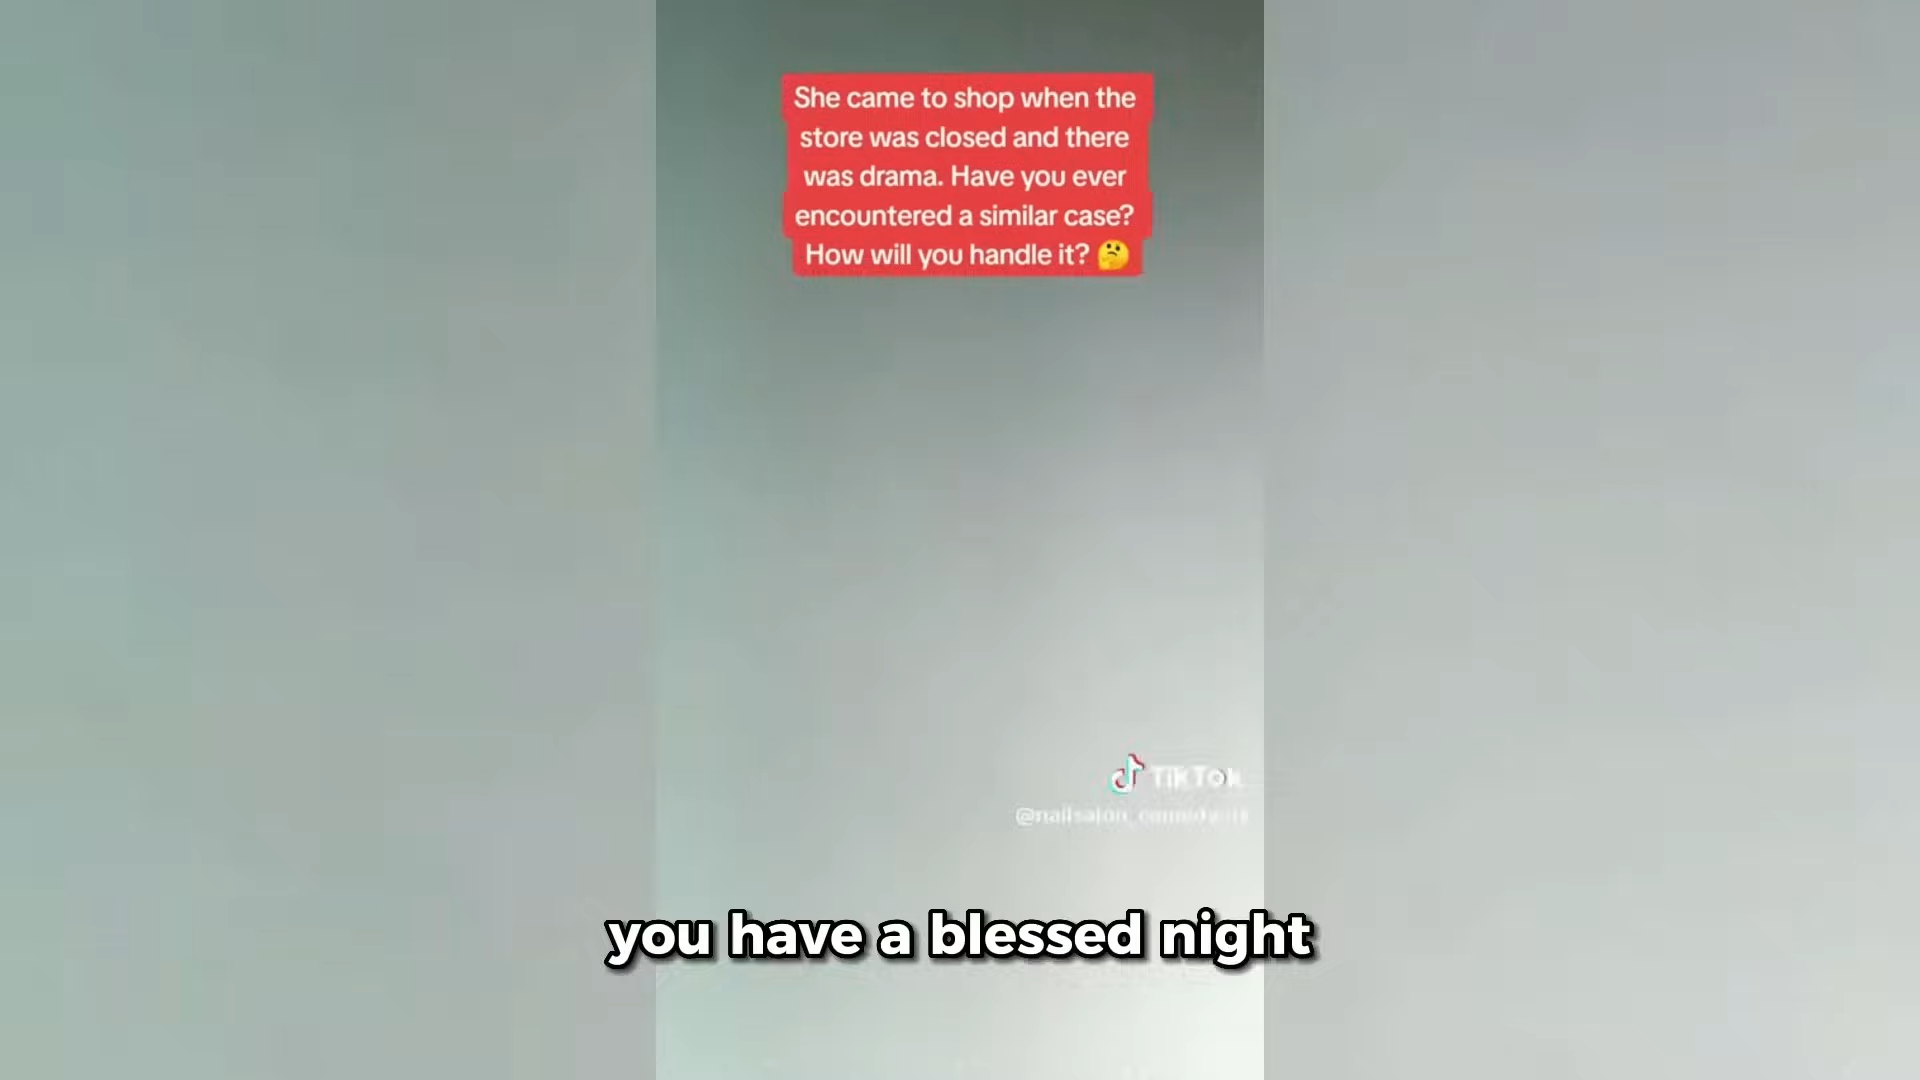 She came to shop when the
store was closed and there
was drama. Have you ever
encountered a similar case?
How will you handle it? 🤔
TikTok
you have a blessed night